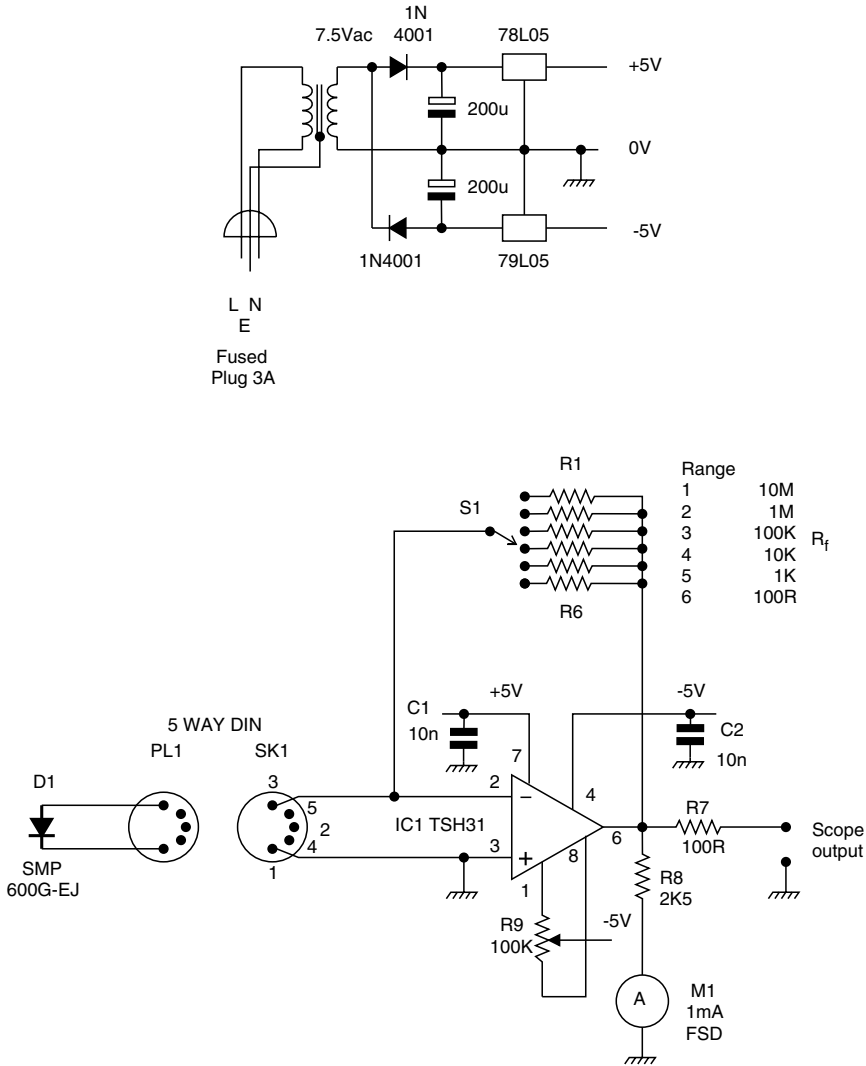 1N
7.5Vac 4001 78L05
+5V
200u
0V
200u
-5V
1N4001 79L05
L N
E
Fused
Plug 3A
R1
Range
1 10M
S1
2 1M
3 100K
Rf
4 10K
5 1K
R6
6 100R
+5V -5V
C1
10n
C2
10n
5 WAY DIN
PL1 SK1
7
D1
3
5
2
4
2
−
IC1 TSH31
6
R7
100R
Scope
output
4
1
3
+
8
SMP
600G-EJ
1
R8
2K5
R9
100K
-5V
A
M1
1mA
FSD